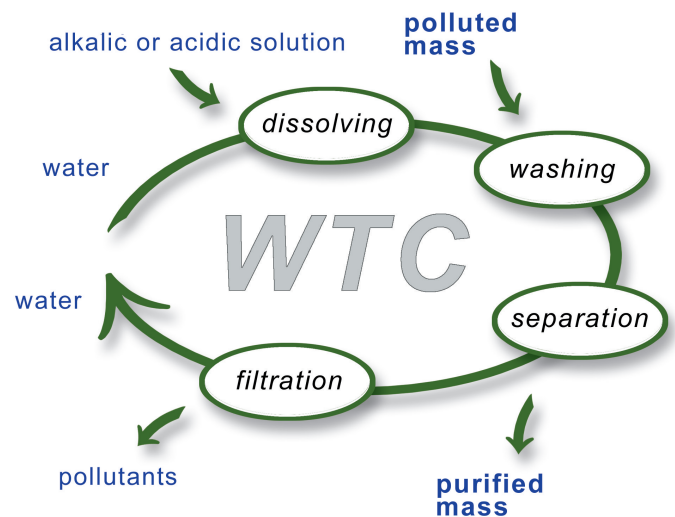 alkalic or acidic solution
polluted
mass
dissolving
water
washing
WTC
water
separation
filtration
pollutants
purified
mass